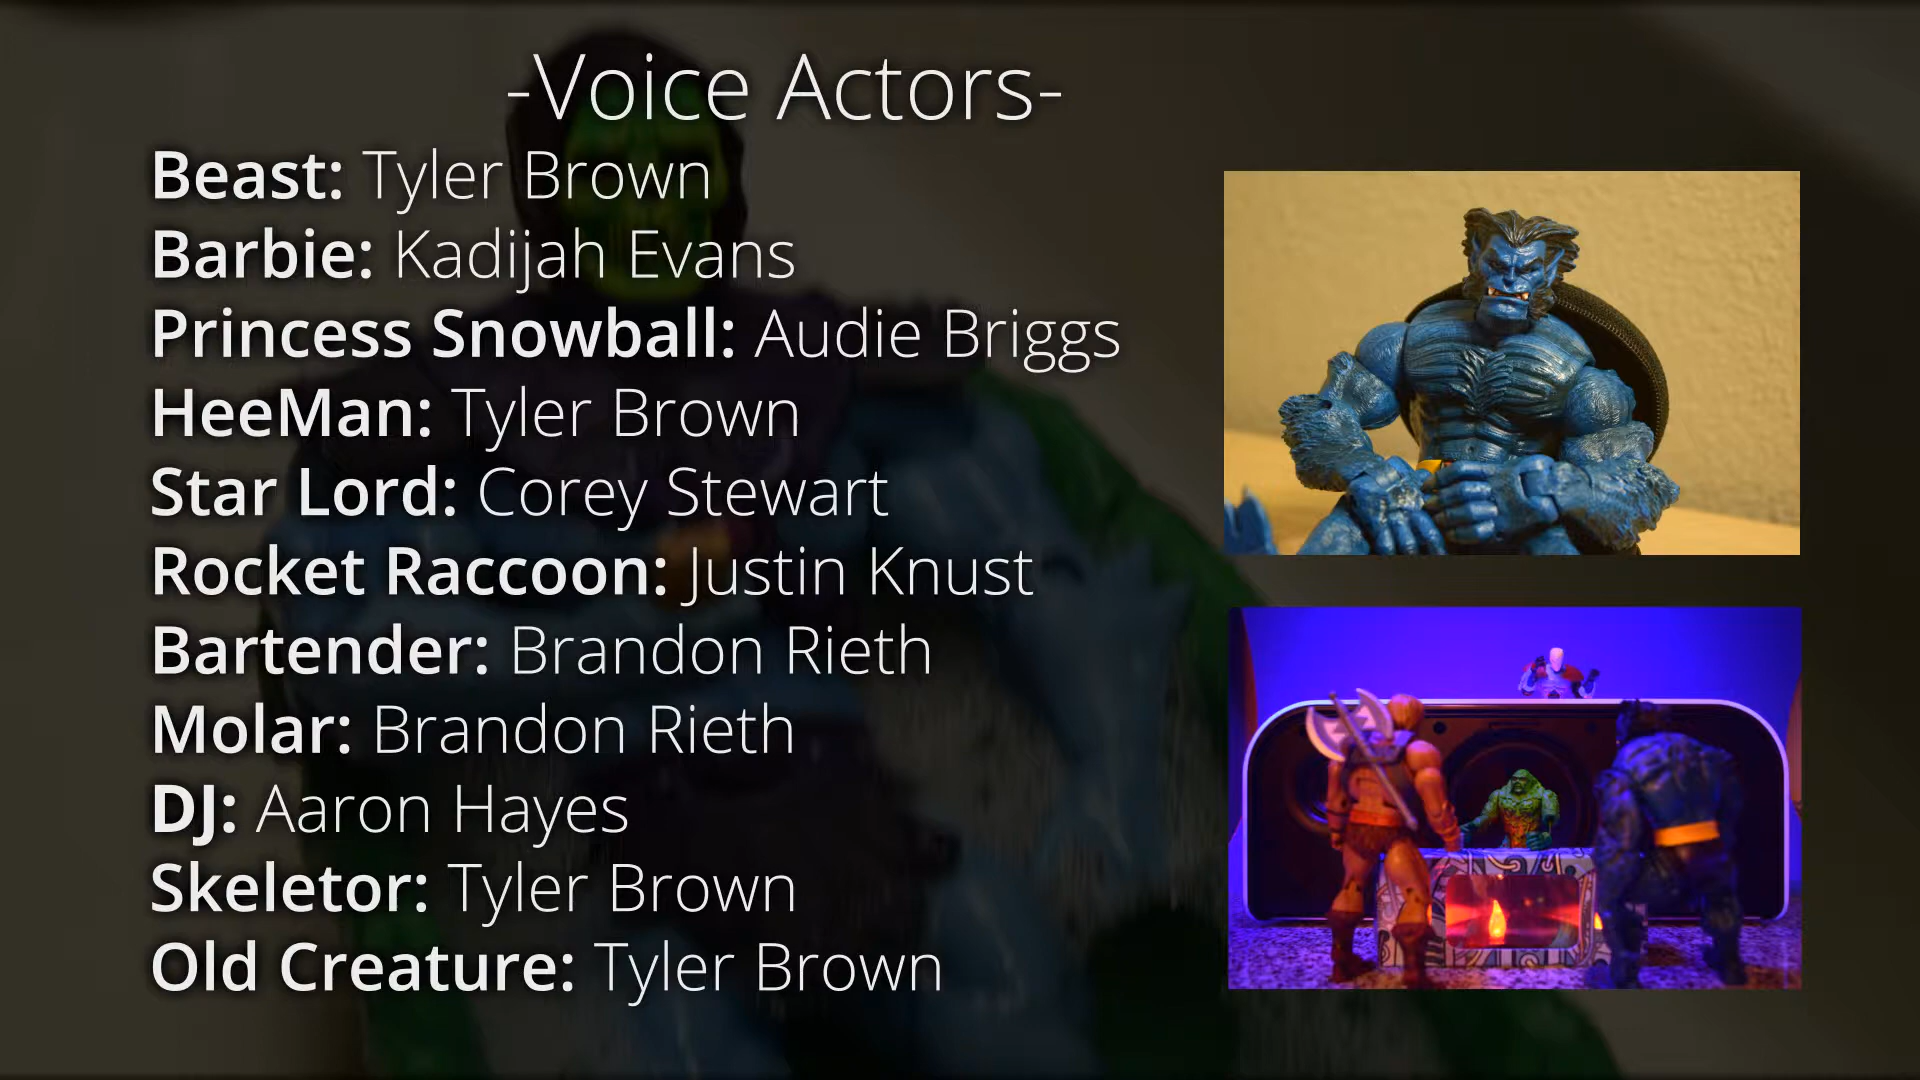 -Voice Actors-
Beast: Tyler Brown
Barbie: Kadijah Evans
Princess Snowball: Audie Briggs
HeeMan: Tyler Brown
Star Lord: Corey Stewart
Rocket Raccoon: Justin Knust
Bartender: Brandon Rieth
Molar: Brandon Rieth
DJ: Aaron Hayes
Skeletor: Tyler Brown
Old Creature: Tyler Brown